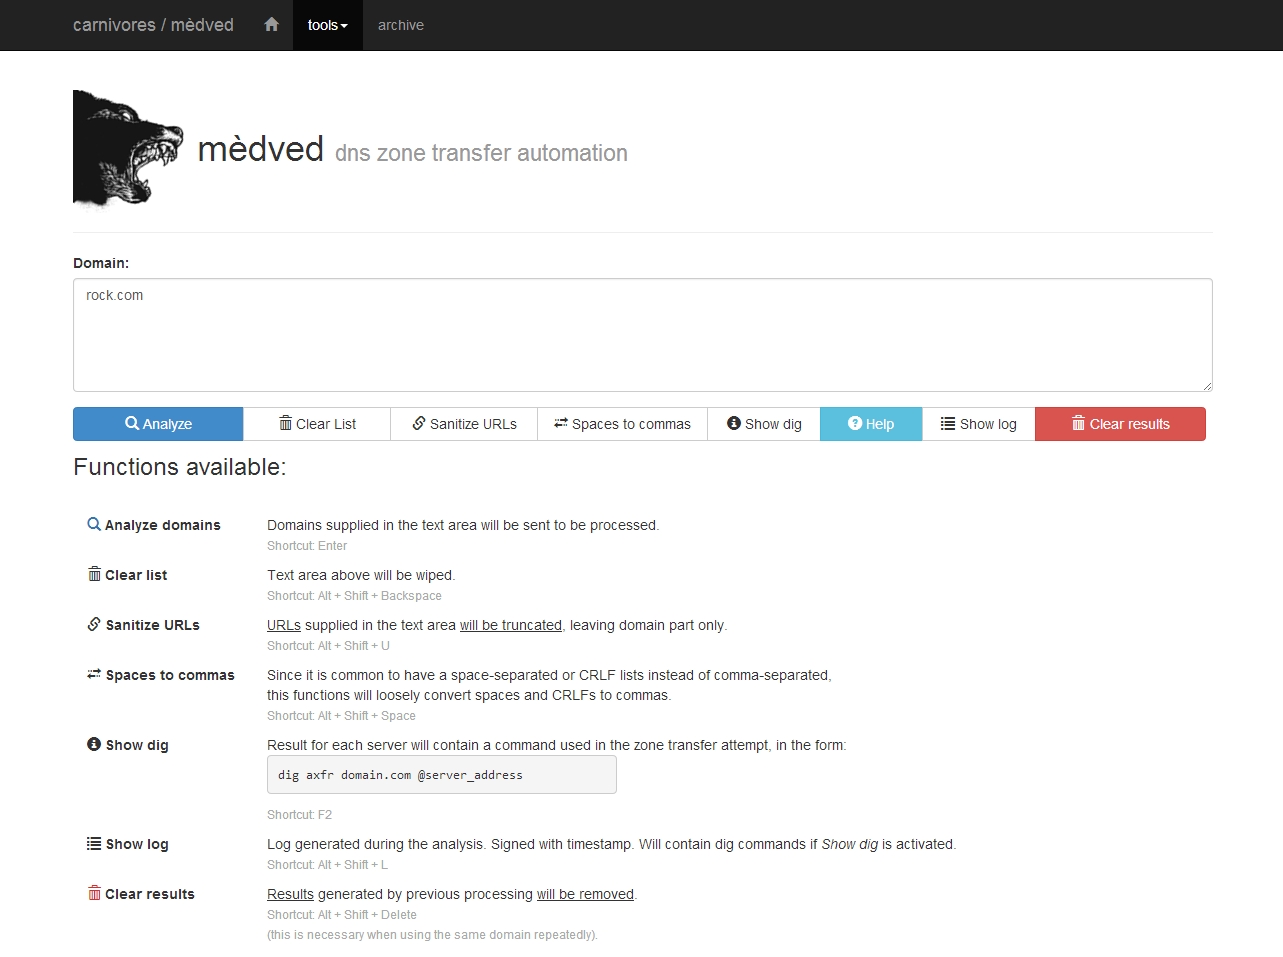 carnivores / mèdved tools archive
mèdved dns zone transfer automation
Domain:
rock.com
Analyze Clear List Sanitize URLs Spaces to commas Show dig Help Show log Clear results
Functions available:
Analyze domains Domains supplied in the text area will be sent to be processed.
Shortcut: Enter
Clear list Text area above will be wiped.
Shortcut: Alt + Shift + Backspace
Sanitize URLs URLs supplied in the text area will be truncated, leaving domain part only.
Shortcut: Alt + Shift + U
Spaces to commas Since it is common to have a space-separated or CRLF lists instead of comma-separated,
this functions will loosely convert spaces and CRLFs to commas.
Shortcut: Alt + Shift + Space
Show dig Result for each server will contain a command used in the zone transfer attempt, in the form:
dig axfr domain.com @server_address
Shortcut: F2
Show log Log generated during the analysis. Signed with timestamp. Will contain dig commands if Show dig is activated.
Shortcut: Alt + Shift + L
Clear results Results generated by previous processing will be removed.
Shortcut: Alt + Shift + Delete
(this is necessary when using the same domain repeatedly).